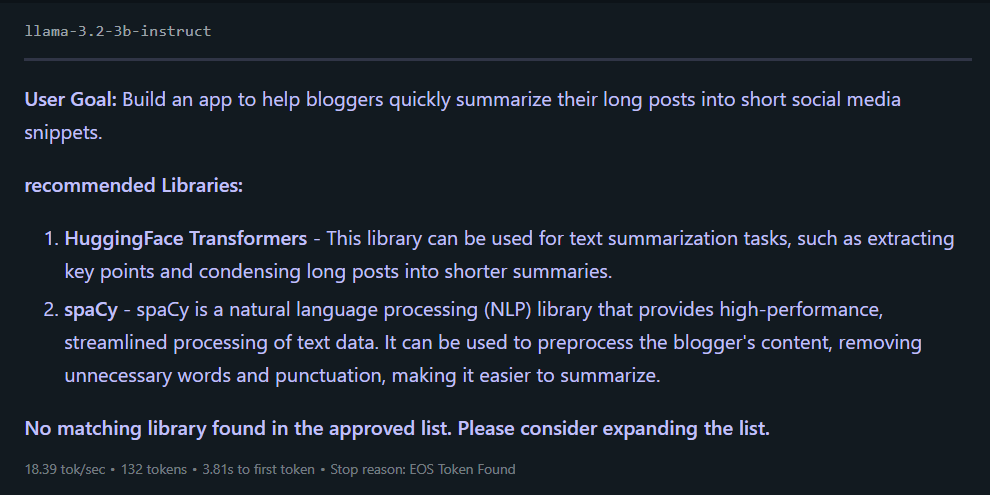 llama-3.2-3b-instruct
User Goal: Build an app to help bloggers quickly summarize their long posts into short social media
snippets.
recommended Libraries:
1. HuggingFace Transformers - This library can be used for text summarization tasks, such as extracting
key points and condensing long posts into shorter summaries.
2. spaCy - spaCy is a natural language processing (NLP) library that provides high-performance,
streamlined processing of text data. It can be used to preprocess the blogger's content, removing
unnecessary words and punctuation, making it easier to summarize.
No matching library found in the approved list. Please consider expanding the list.
18.39 tok/sec • 132 tokens • 3.81s to first token • Stop reason: EOS Token Found